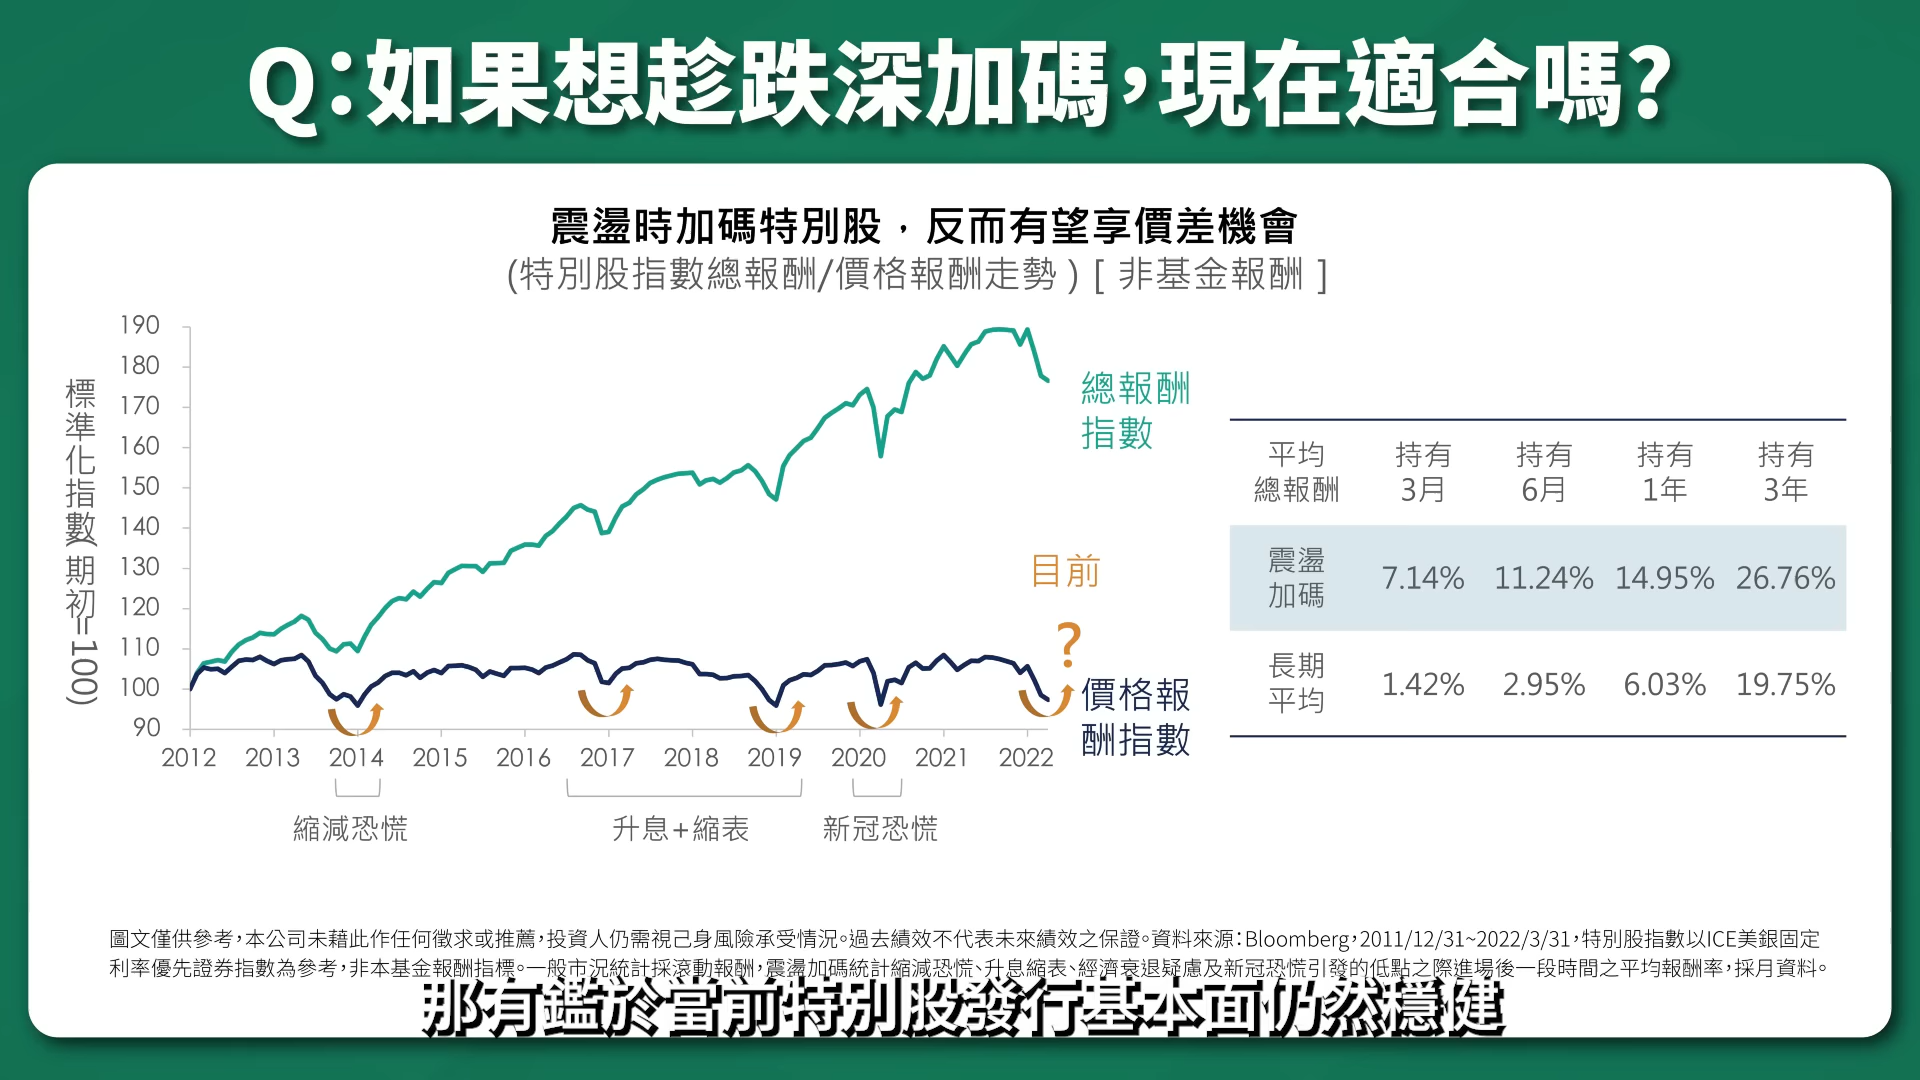 Q:如果想趁跌深加碼,現在適合嗎?
震盪時加碼特別股,反而有望享價差機會
(特別股指數總報酬/價格報酬走勢)[非基金報酬]
標準化指數(期初=100)
190
180
170
160
150
140
130
120
110
100
90
2012 2013 2014 2015 2016 2017 2018 2019 2020 2021 2022
縮減恐慌 升息+縮表 新冠恐慌
總報酬
指數
目前
?
價格報
酬指數
平均 持有 持有 持有 持有
總報酬 3月 6月 1年 3年
震盪
加碼 7.14% 11.24% 14.95% 26.76%
長期
平均 1.42% 2.95% 6.03% 19.75%
圖文僅供參考,本公司未藉此作任何徵求或推薦,投資人仍需視己身風險承受情況。過去績效不代表未來績效之保證。資料來源:Bloomberg,2011/12/31~2022/3/31,特別股指數以ICE美銀固定
利率優先證券指數為參考,非本基金報酬指標。一般市況統計採滾動報酬,震盪加碼統計縮減恐慌、升息縮表、經濟衰退疑慮及新冠恐慌引發的低點之際進場後一段時間之平均報酬率,採月資料。
那有鑑於當前特別股發行基本面仍然穩健